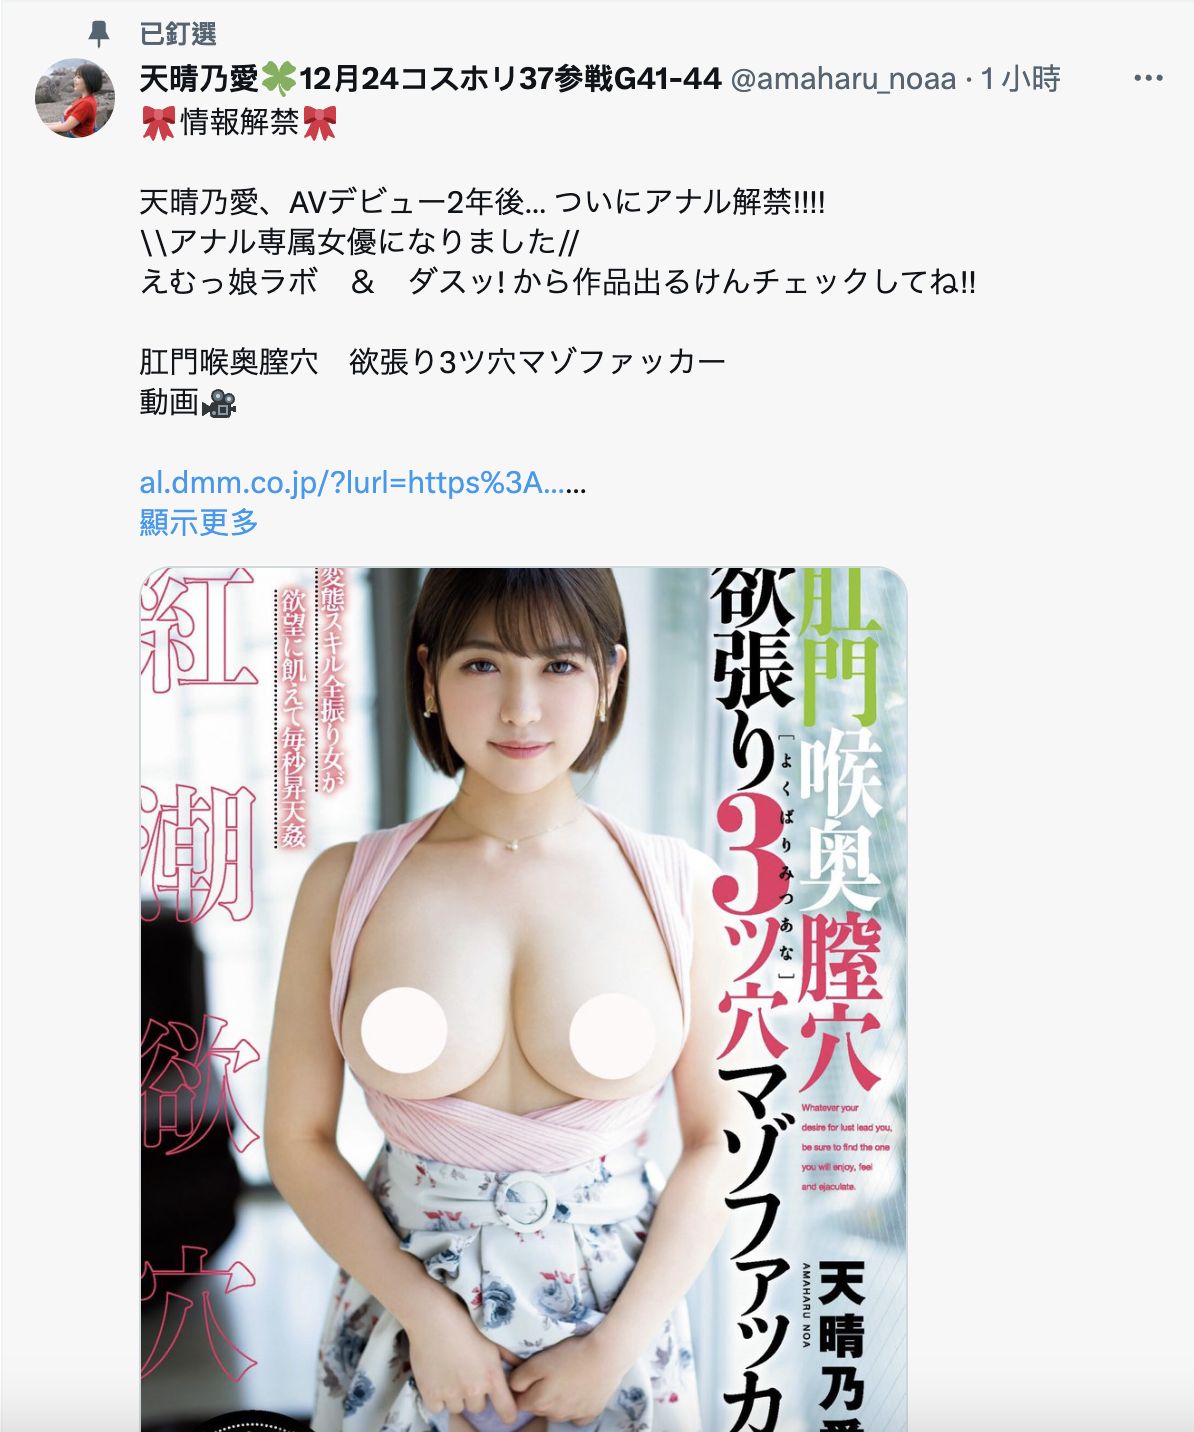 已釘選
天晴乃愛🍀12月24コスホリ37参戦G41-44 @amaharu_noaa · 1 小時
🎀情報解禁🎀
天晴乃愛、AVデビュー2年後... ついにアナル解禁!!!!
\\アナル専属女優になりました//
えむっ娘ラボ　＆　ダスッ! から作品出るけんチェックしてね!!
肛門喉奥膣穴　欲張り3ツ穴マゾファッカー
動画🎥
al.dmm.co.jp/?lurl=https%3A......
顯示更多
肛門喉奥膣穴
欲張り3ツ穴マゾファッカ
[よくばりみつあな]
変態スキル全振り女が
欲望に飢えて毎秒昇天姦
紅潮欲穴
Whatever your
desire for lust lead you,
be sure to find the one
you will enjoy, feel
and ejaculate.
天晴乃愛
AMAHARU NOA